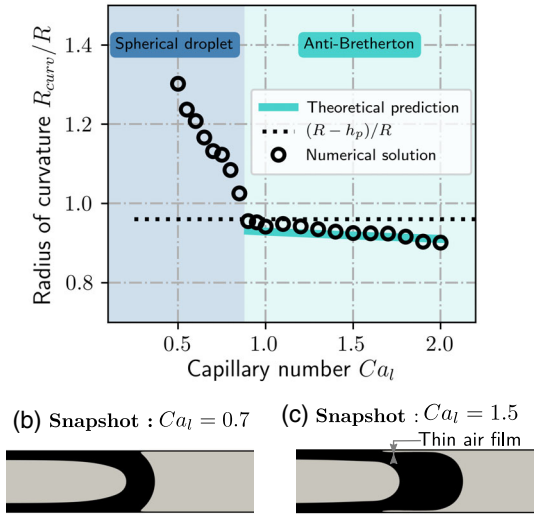 Radius of curvature $R_{curv}/R$
1.4
1.2
1.0
0.8
Spherical droplet
Anti-Bretherton
Theoretical prediction
$(R - h_p)/R$
Numerical solution
0.5 1.0 1.5 2.0
Capillary number $Ca_l$
(b) Snapshot : $Ca_l = 0.7$
(c) Snapshot : $Ca_l = 1.5$
Thin air film